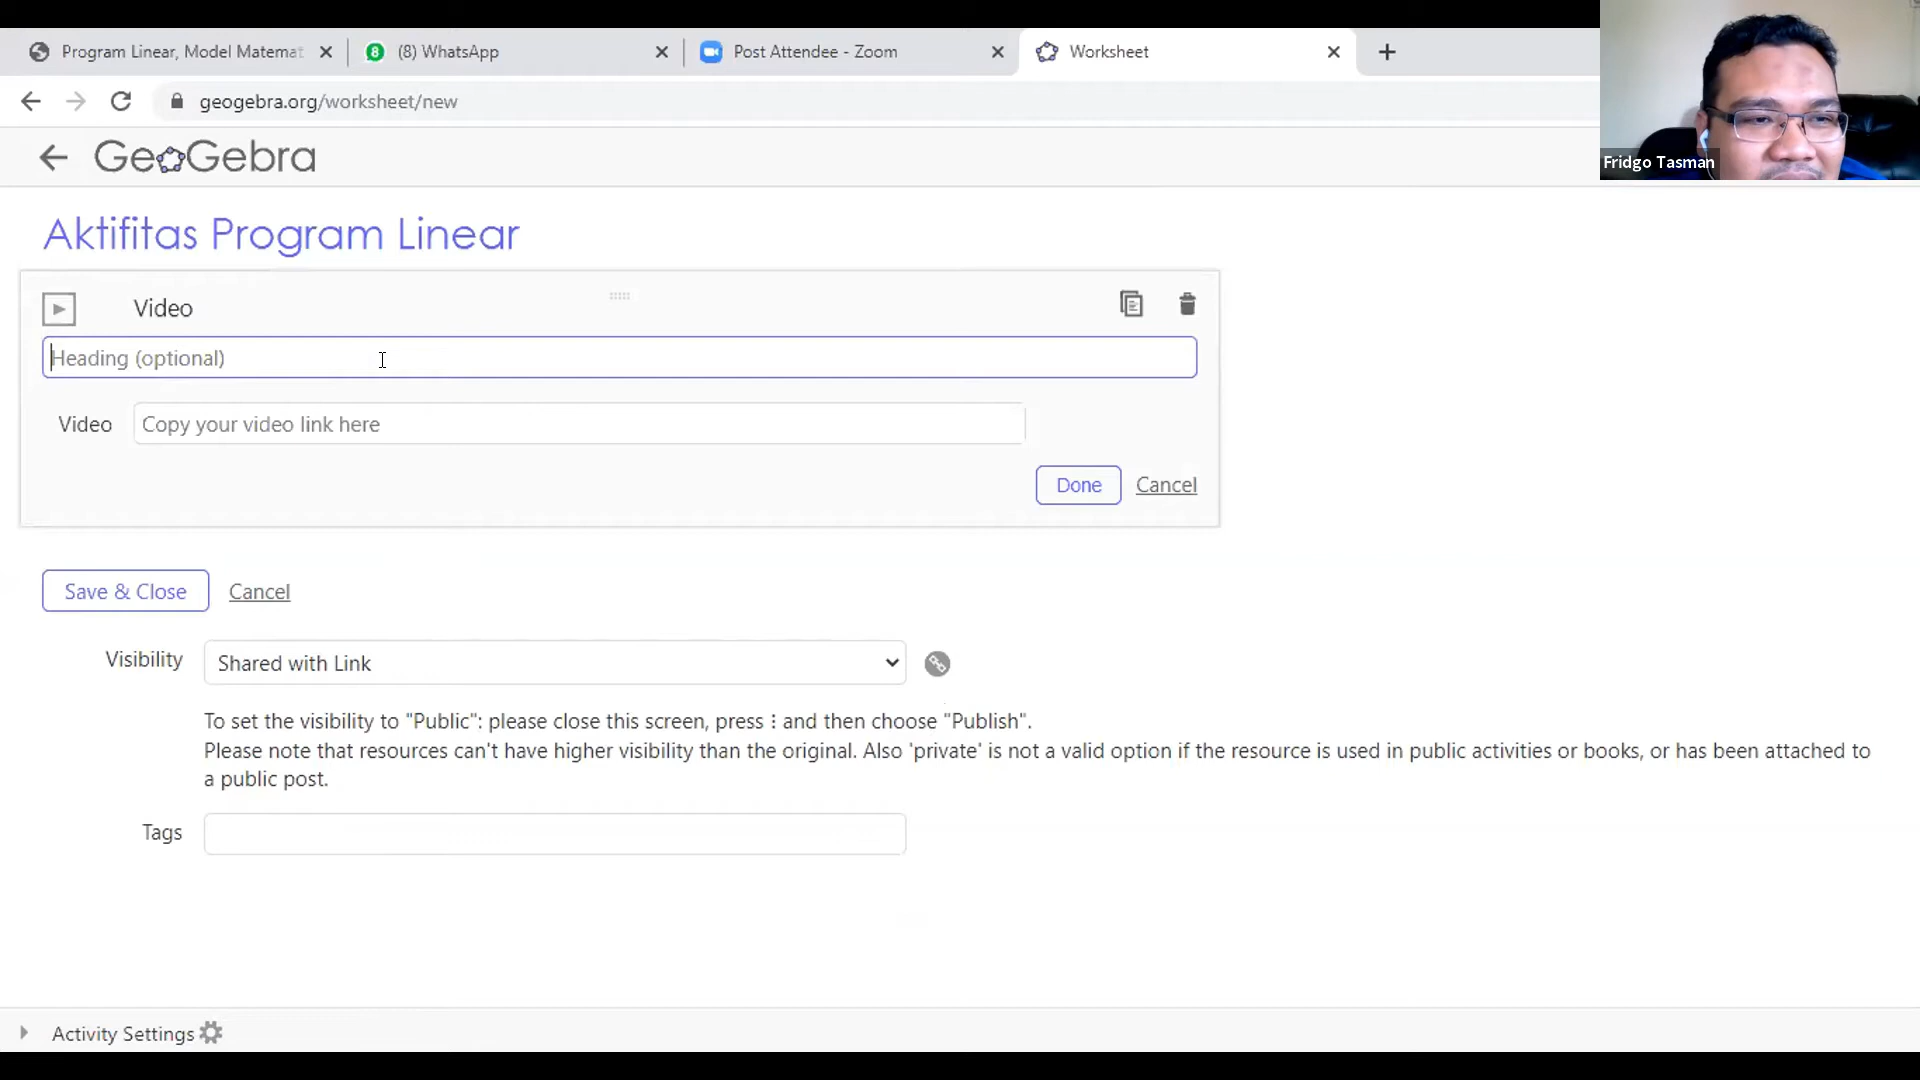 Program Linear, Model Matemat
(8) WhatsApp
Post Attendee - Zoom
Worksheet
geogebra.org/worksheet/new
Fridgo Tasman
GeoGebra
Aktifitas Program Linear
Video
Heading (optional)
Video
Copy your video link here
Done
Cancel
Save & Close
Cancel
Visibility
Shared with Link
To set the visibility to "Public": please close this screen, press ⋮ and then choose "Publish".
Please note that resources can't have higher visibility than the original. Also 'private' is not a valid option if the resource is used in public activities or books, or has been attached to
a public post.
Tags
Activity Settings